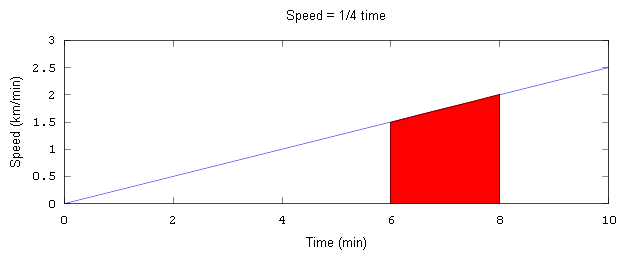 Speed = 1/4 time
3
2.5
2
1.5
1
0.5
0
Speed (km/min)
0 2 4 6 8 10
Time (min)